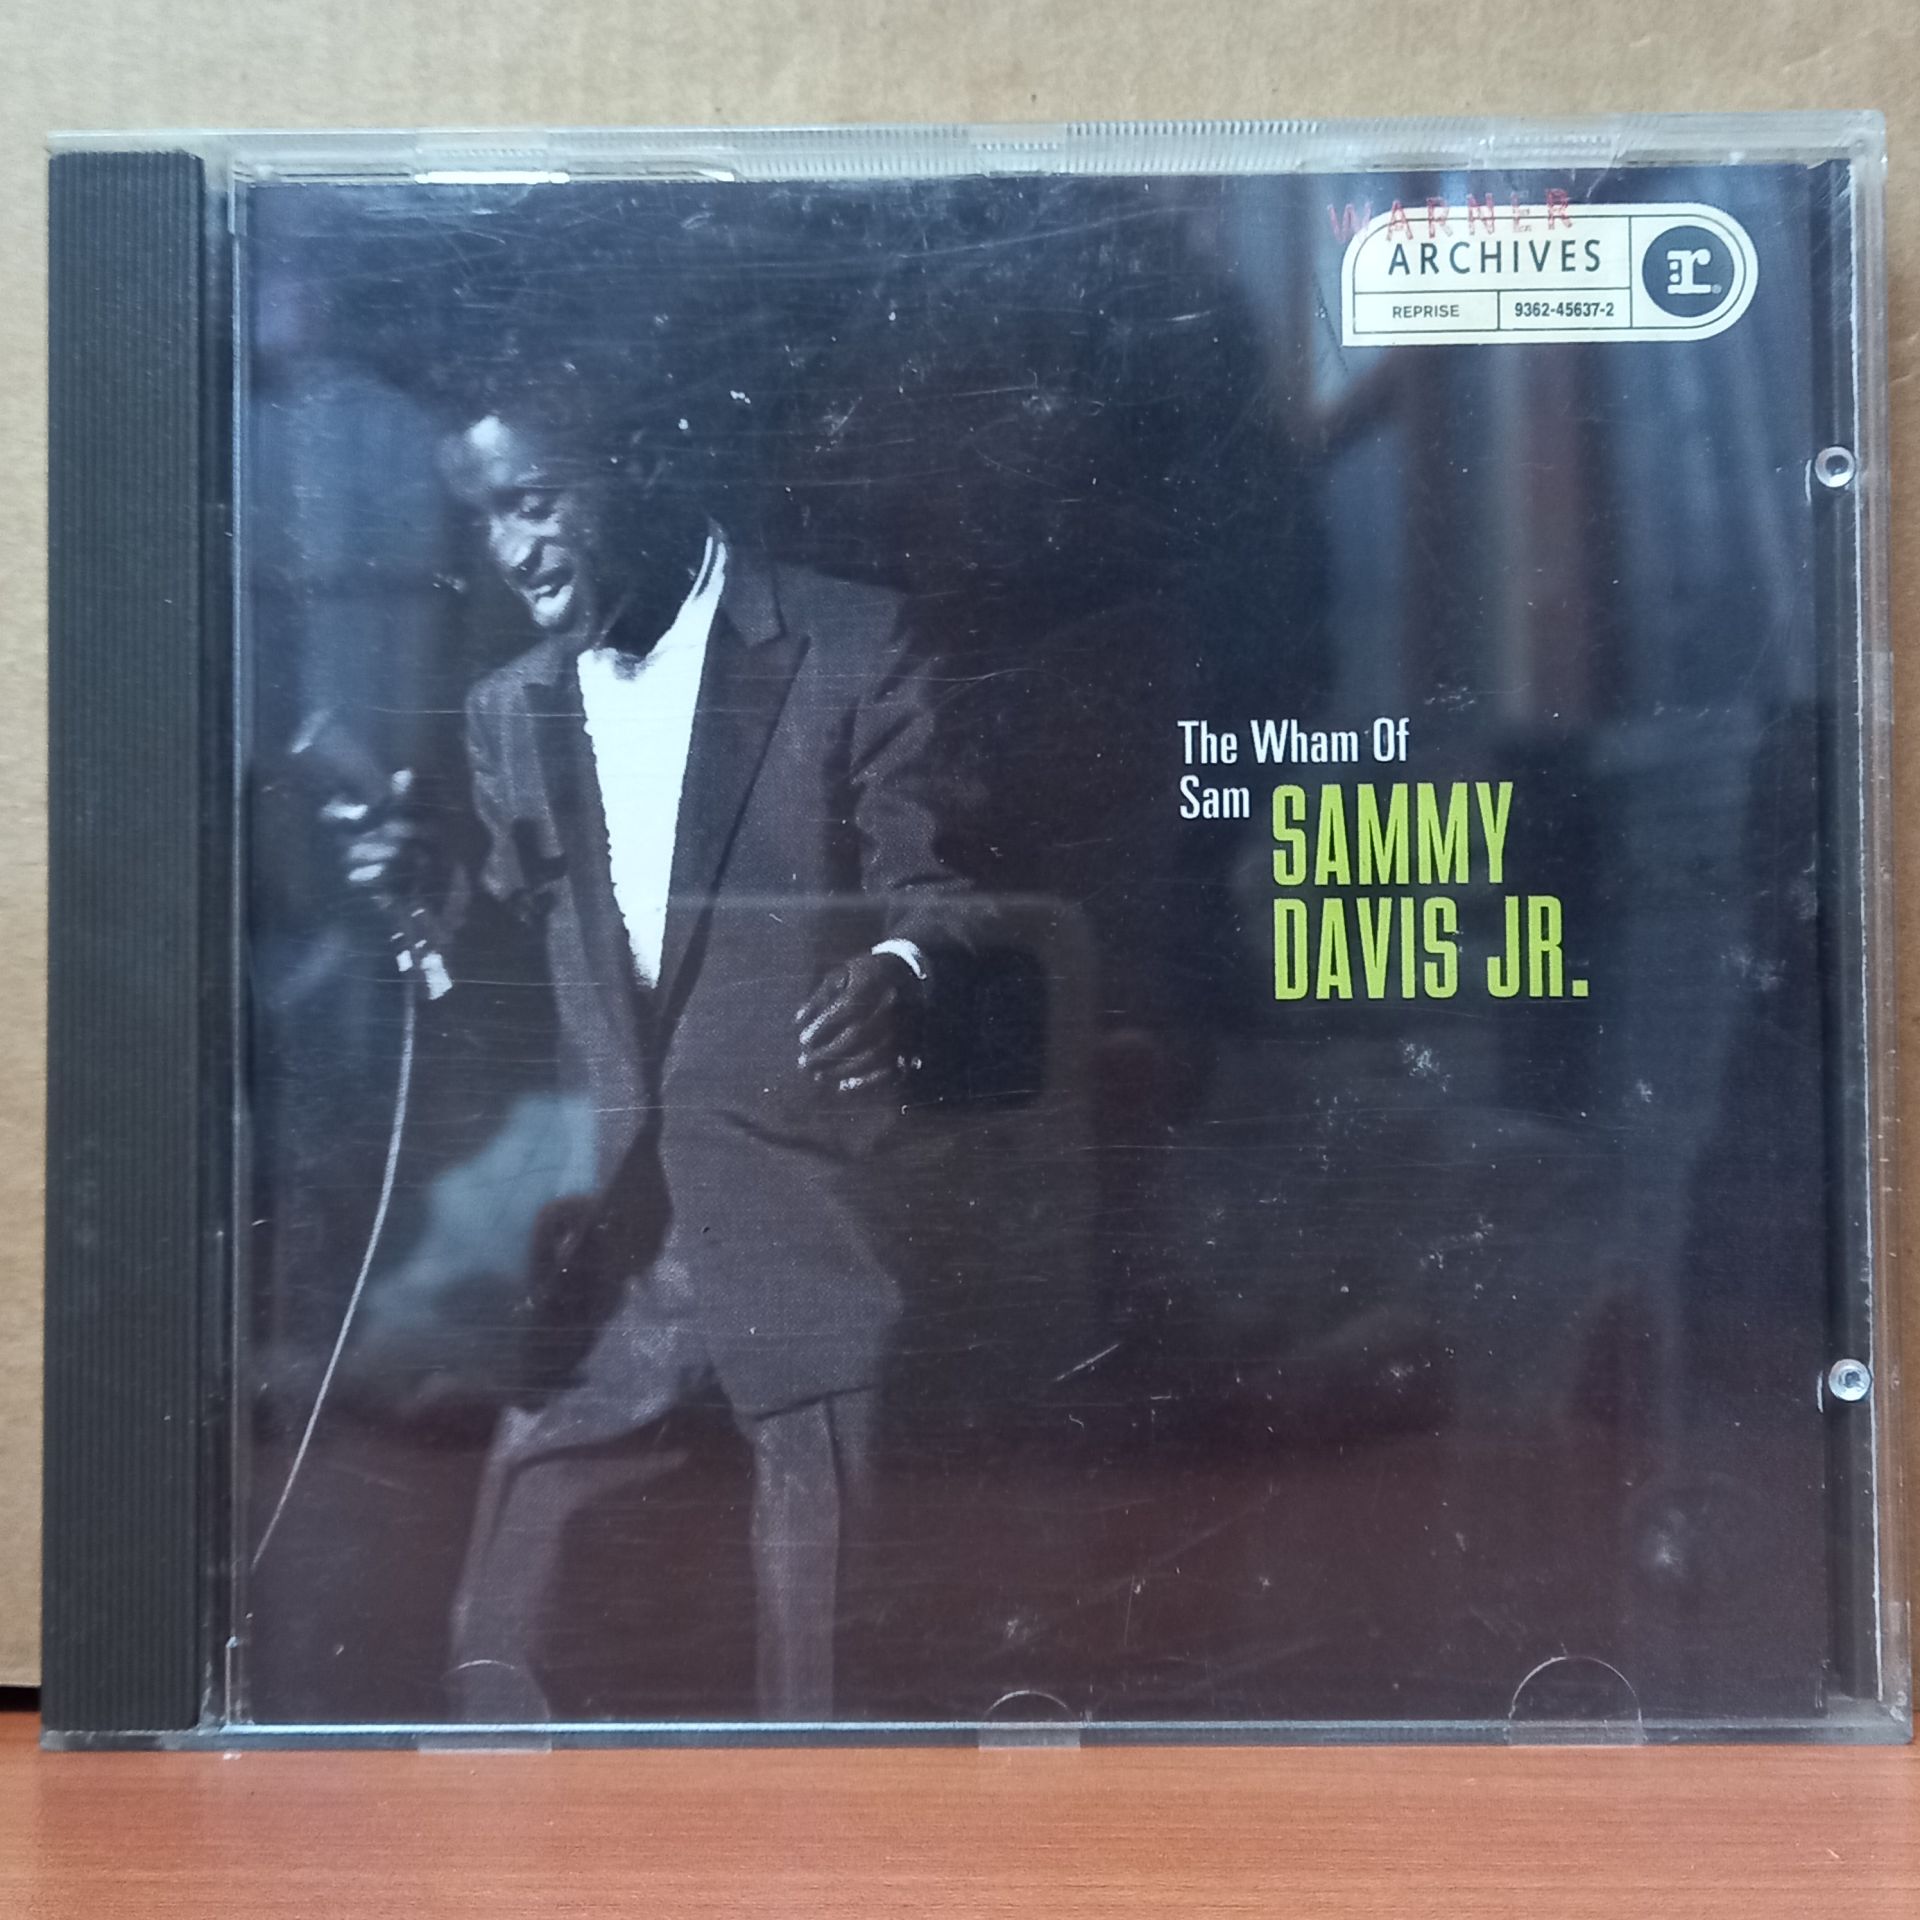 WARNER
ARCHIVES
REPRISE 9362-45637-2
r®
The Wham Of
Sam SAMMY
DAVIS JR.